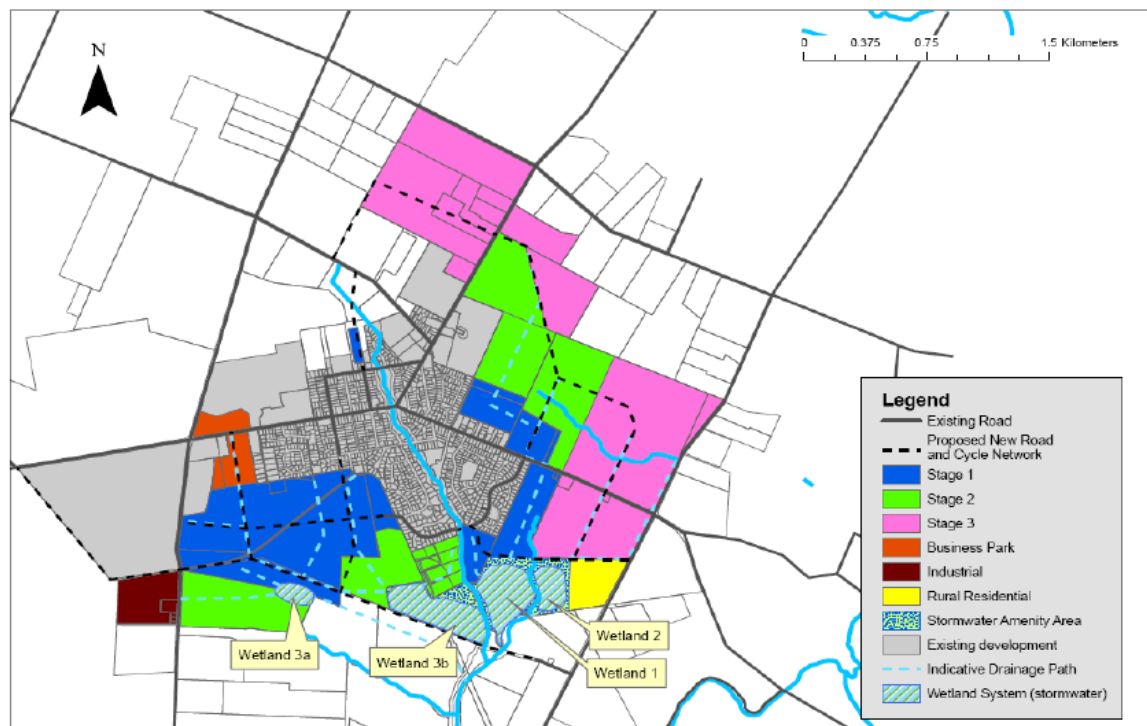 N
0 0.375 0.75 1.5 Kilometers
Legend
Existing Road
Proposed New Road
and Cycle Network
Stage 1
Stage 2
Stage 3
Business Park
Industrial
Rural Residential
Stormwater Amenity Area
Existing development
Indicative Drainage Path
Wetland System (stormwater)
Wetland 2
Wetland 3a
Wetland 3b
Wetland 1